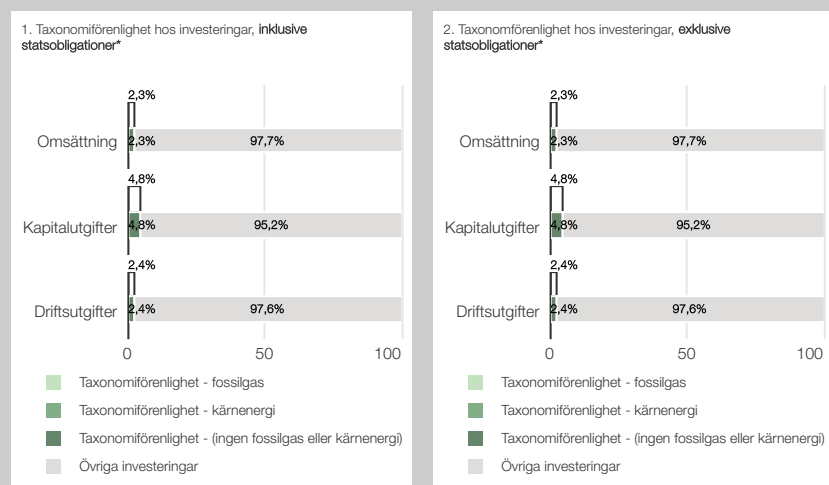 1. Taxonomiförenlighet hos investeringar, inklusive
statsobligationer*
2,3%
Omsättning
2,3%
97,7%
4,8%
Kapitalutgifter
4,8%
95,2%
2,4%
Driftsutgifter
2,4%
97,6%
0
50
100
Taxonomiförenlighet - fossilgas
Taxonomiförenlighet - kärnenergi
Taxonomiförenlighet - (ingen fossilgas eller kärnenergi)
Övriga investeringar
2. Taxonomförenlighet hos investeringar, exklusive
statsobligationer*
2,3%
Omsättning
2,3%
97,7%
4,8%
Kapitalutgifter
4,8%
95,2%
2,4%
Driftsutgifter
2,4%
97,6%
0
50
100
Taxonomiförenlighet - fossilgas
Taxonomiförenlighet - kärnenergi
Taxonomiförenlighet - (ingen fossilgas eller kärnenergi)
Övriga investeringar